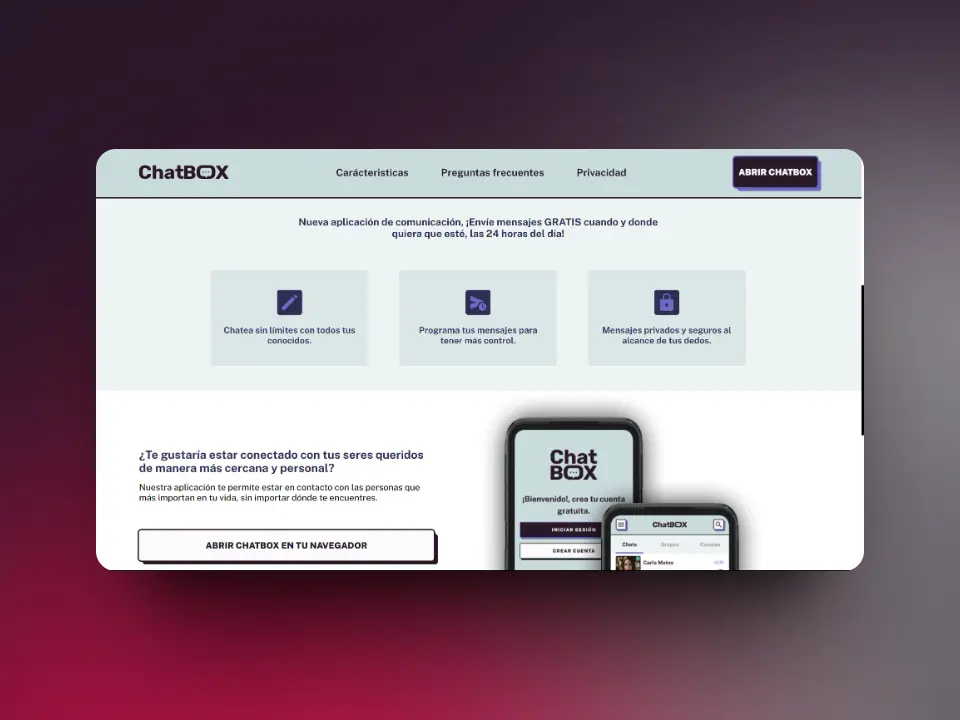 ChatBOX
Carácteristicas
Preguntas frecuentes
Privacidad
ABRIR CHATBOX
Nueva aplicación de comunicación, ¡Envíe mensajes GRATIS cuando y donde
quiera que esté, las 24 horas del día!
Chatea sin límites con todos tus
conocidos.
Programa tus mensajes para
tener más control.
Mensajes privados y seguros al
alcance de tus dedos.
¿Te gustaría estar conectado con tus seres queridos
de manera más cercana y personal?
Nuestra aplicación te permite estar en contacto con las personas que
más importan en tu vida, sin importar dónde te encuentres.
ABRIR CHATBOX EN TU NAVEGADOR
Chat
BOX
¡Bienvenido!, crea tu cuenta
gratuita.
INICIAR SESIÓN
CREAR CUENTA
ChatBOX
Chats
Grupos
Carla Matos